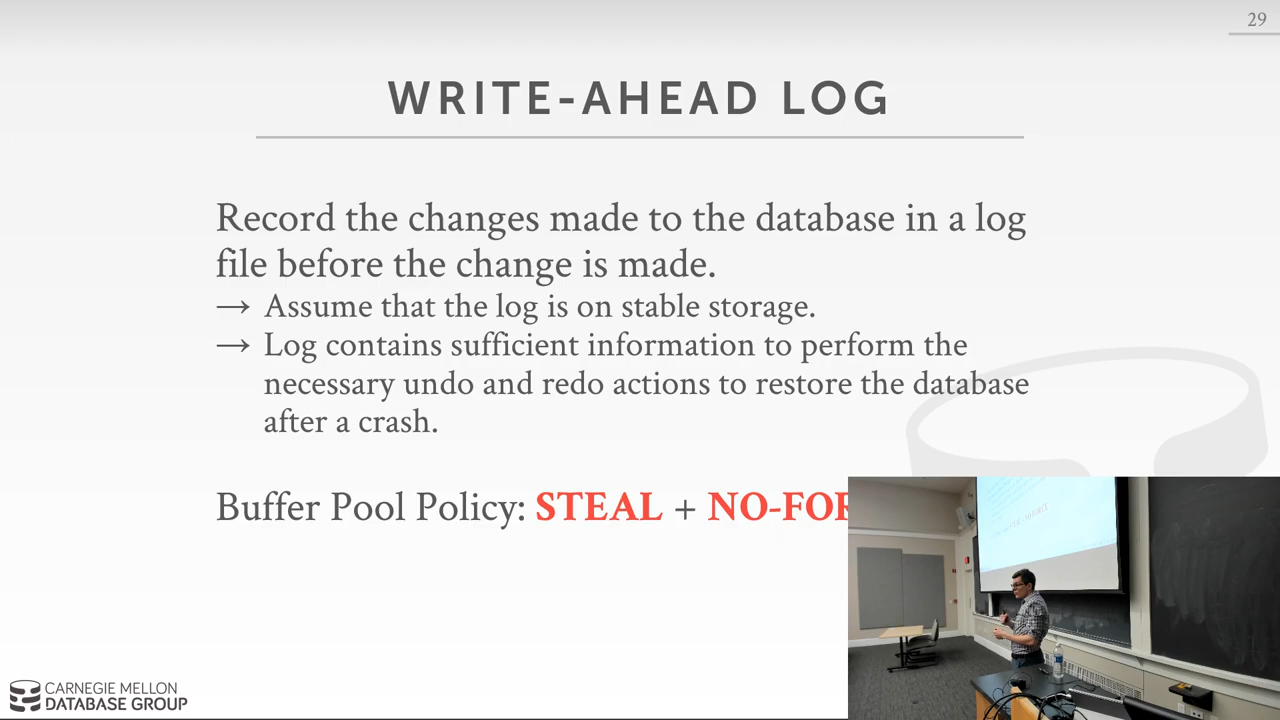 29
WRITE-AHEAD LOG
Record the changes made to the database in a log
file before the change is made.
→ Assume that the log is on stable storage.
→ Log contains sufficient information to perform the
necessary undo and redo actions to restore the database
after a crash.
Buffer Pool Policy: STEAL + NO-FOR
CARNEGIE MELLON
DATABASE GROUP